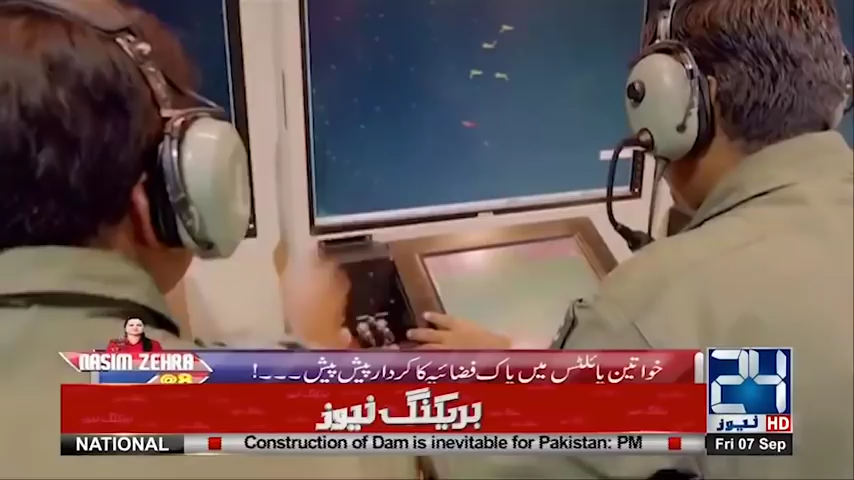 NASIM ZEHRA
@8
خواتین پائلٹس میں پاک فضائیہ کا کردار پیش پیش۔۔۔!
بریکنگ نیوز
24
نیوز HD
NATIONAL
Construction of Dam is inevitable for Pakistan: PM
Fri 07 Sep